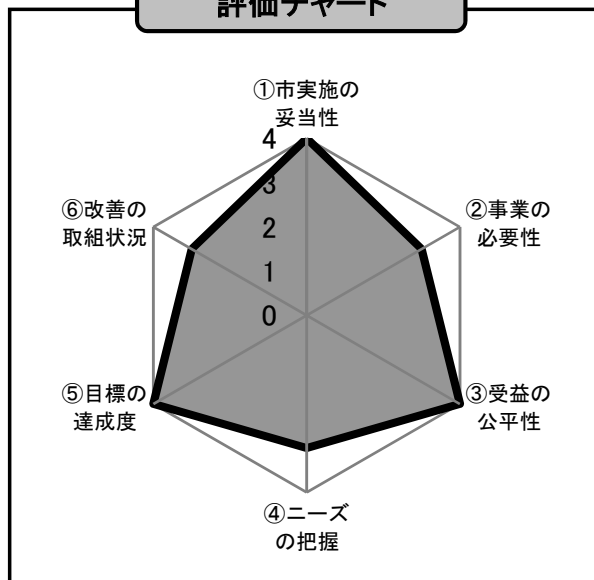 評価チャート
①市実施の
妥当性
4
3
2
1
0
②事業の
必要性
③受益の
公平性
④ニーズ
の把握
⑤目標の
達成度
⑥改善の
取組状況